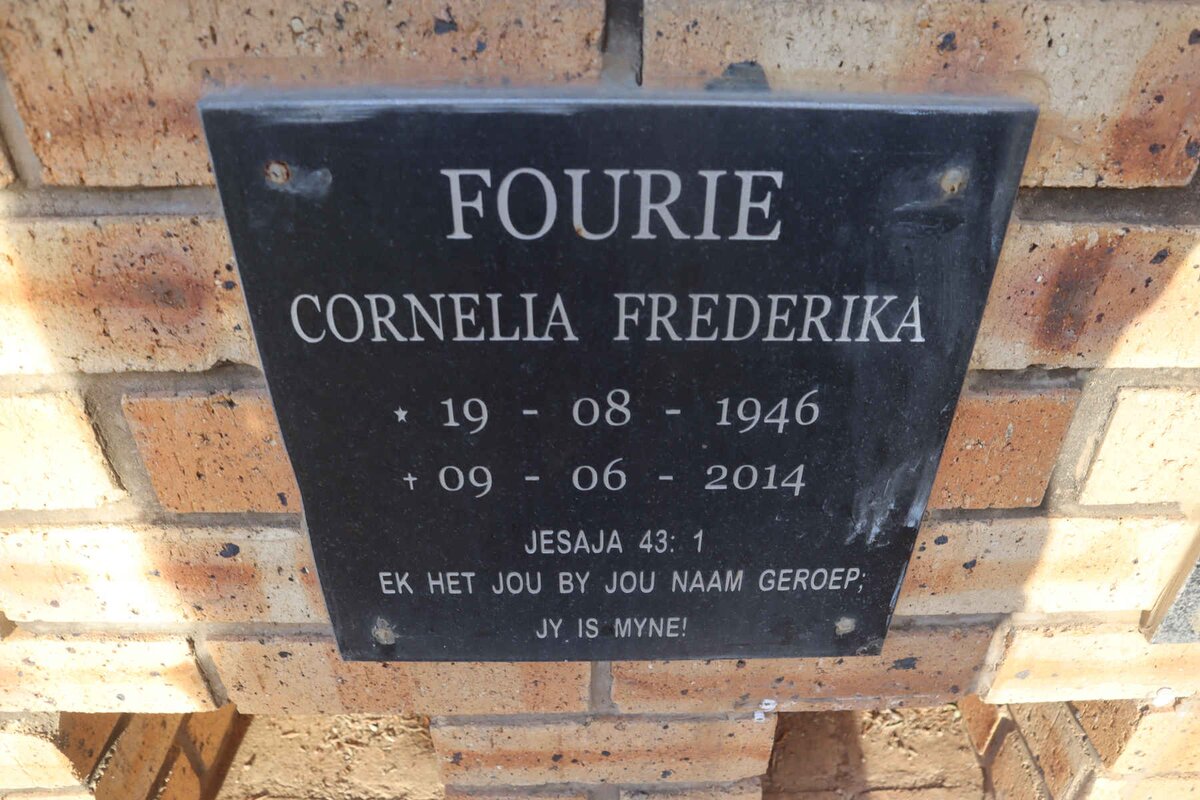 FOURIE
CORNELIA FREDERIKA
★ 19 - 08 - 1946
✝ 09 - 06 - 2014
JESAJA 43: 1
EK HET JOU BY JOU NAAM GEROEP;
JY IS MYNE!